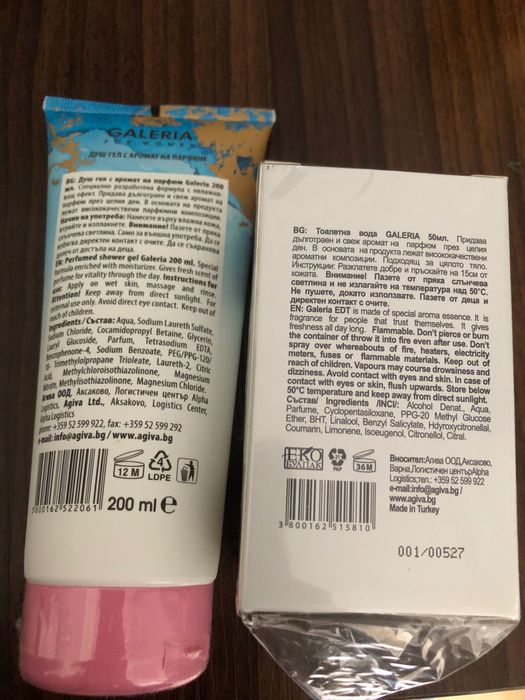 GALERIA
FOR WOMEN
ДУШ ГЕЛ С АРОМАТ НА ПАРФЮМ
BG: Душ гел с аромат на парфюм Galeria 200
мл. Специално разработена формула с овлажня-
ващ ефект. Придава дълготраен и свеж аромат на
парфюм през целия ден. В основата на продукта
лежат висококачествени парфюмни композиции.
Начин на употреба: Нанесете върху влажна кожа,
втрийте и изплакнете. Внимание! Пазете от пряка
слънчева светлина. Само за външна употреба. Да се
избягва директен контакт с очите. Да се съхранява
далеч от достъпа на деца.
EN: Perfumed shower gel Galeria 200 ml. Special
formula enriched with moisturizer. Gives fresh scent of
perfume for vitality through the day. Instructions for
use: Apply on wet skin, massage and rinse.
Attention! Keep away from direct sunlight. For
external use only. Avoid direct eye contact. Keep out of
reach of children.
Ingredients / Състав: Aqua, Sodium Laureth Sulfate,
Sodium Chloride, Cocamidopropyl Betaine, Glycerin,
Lauryl Glucoside, Parfum, Tetrasodium EDTA,
Benzophenone-4, Sodium Benzoate, PEG/PPG-120/
10 Trimethylolpropane Trioleate, Laureth-2, Citric
Acid, Methylchloroisothiazolinone, Magnesium
Nitrate, Methylisothiazolinone, Magnesium Chloride.
Агива ООД, Аксаково, Логистичен център Alpha
Logistics, Agiva Ltd., Aksakovo, Logistics Center,
Alpha Logistics
phone: +359 52 599 922, fax: +359 52 599 292
e-mail: info@agiva.bg / www.agiva.bg
12 M
4
LDPE
200 ml e
3800162522061
BG: Тоалетна вода GALERIA 50мл. Придава
дълготраен и свеж аромат на парфюм през целия
ден. В основата на продукта лежат висококачествени
ароматни композиции. Подходящ за цялото тяло.
Инструкции: Разклатете добре и пръскайте на 15см от
кожата. Внимание! Пазете от пряка слънчева
светлина и не излагайте на температура над 50°C.
Не пушете, докато използвате. Пазете от деца и
директен контакт с очите.
EN: Galeria EDT is made of special aroma essence. It is
fragrance for people that trust themselves. It gives
freshness all day long. Flammable. Don't pierce or burn
the container of throw it into fire even after use. Don't
spray over whereabouts of fire, heaters, electricity
meters, fuses or flammable materials. Keep out of
reach of children. Vapours may course drowsiness and
dizziness. Avoid contact with eyes and skin. In case of
contact with eyes or skin, flush upwards. Store below
50°C temperature and keep away from direct sunlight.
Състав/ Ingredients /INCI/: Alcohol Denat., Aqua,
Parfume, Cyclopentasiloxane, PPG-20 Methyl Glucose
Ether, BHT, Linalool, Benzyl Salicylate, Hdyroxycitronellal,
Coumarin, Limonene, Isoeugenol, Citronellol, Citral.
ЕКО
БУЛПАК
PAP
36M
Вносител:Агива ООД,Аксаково,
Варна,Логистичен центърAlpha
Logistics;тел.: +359 52 599 922
e-mail:info@agiva.bg /
www.agiva.bg
Made in Turkey
3800162515810
001/00527